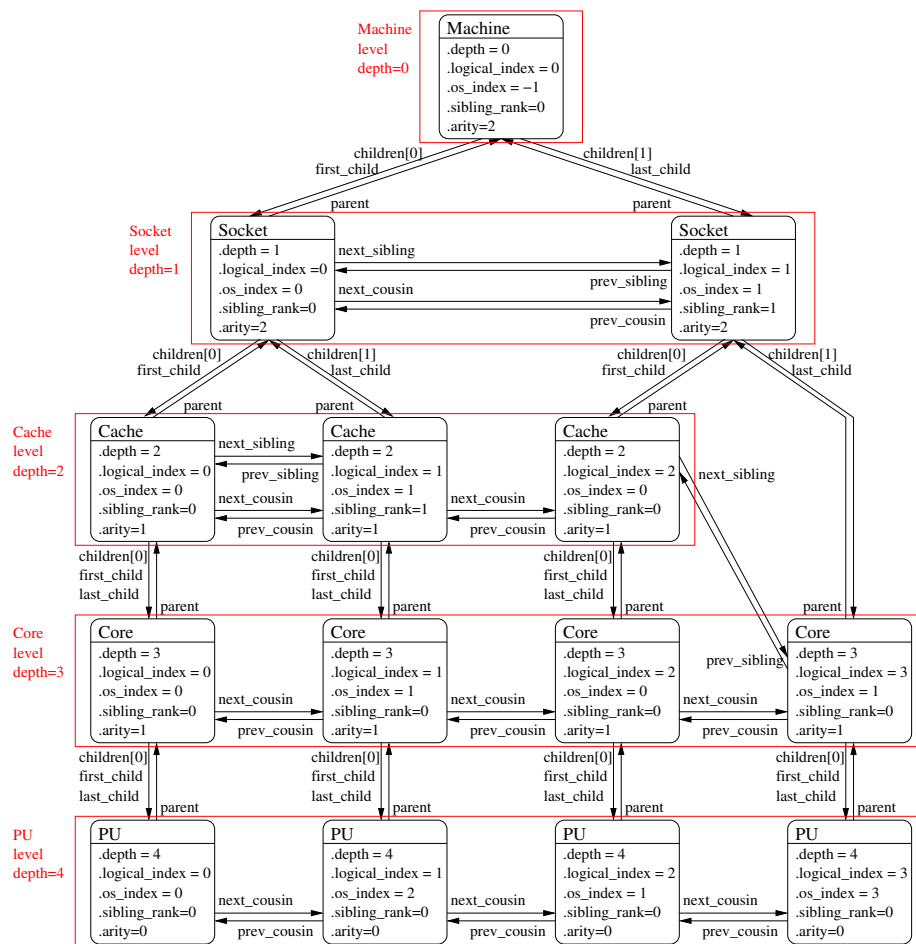 Machine
level
depth=0
Machine
.depth = 0
.logical_index = 0
.os_index = −1
.sibling_rank=0
.arity=2
children[0]
first_child
parent
children[1]
last_child
parent
Socket
level
depth=1
Socket
.depth = 1
.logical_index =0
.os_index = 0
.sibling_rank=0
.arity=2
next_sibling
prev_sibling
next_cousin
prev_cousin
Socket
.depth = 1
.logical_index = 1
.os_index = 1
.sibling_rank=1
.arity=2
children[0]
first_child
parent
children[1]
last_child
parent
children[0]
first_child
parent
children[1]
last_child
Cache
level
depth=2
Cache
.depth = 2
.logical_index = 0
.os_index = 0
.sibling_rank=0
.arity=1
next_sibling
prev_sibling
next_cousin
prev_cousin
Cache
.depth = 2
.logical_index = 1
.os_index = 1
.sibling_rank=1
.arity=1
next_cousin
prev_cousin
Cache
.depth = 2
.logical_index = 2
.os_index = 0
.sibling_rank=0
.arity=1
next_sibling
prev_sibling
children[0]
first_child
last_child
parent
children[0]
first_child
last_child
parent
children[0]
first_child
last_child
parent
parent
Core
level
depth=3
Core
.depth = 3
.logical_index = 0
.os_index = 0
.sibling_rank=0
.arity=1
next_cousin
prev_cousin
Core
.depth = 3
.logical_index = 1
.os_index = 1
.sibling_rank=0
.arity=1
next_cousin
prev_cousin
Core
.depth = 3
.logical_index = 2
.os_index = 0
.sibling_rank=0
.arity=1
next_cousin
prev_cousin
Core
.depth = 3
.logical_index = 3
.os_index = 1
.sibling_rank=0
.arity=1
children[0]
first_child
last_child
parent
children[0]
first_child
last_child
parent
children[0]
first_child
last_child
parent
children[0]
first_child
last_child
parent
PU
level
depth=4
PU
.depth = 4
.logical_index = 0
.os_index = 0
.sibling_rank=0
.arity=0
next_cousin
prev_cousin
PU
.depth = 4
.logical_index = 1
.os_index = 2
.sibling_rank=0
.arity=0
next_cousin
prev_cousin
PU
.depth = 4
.logical_index = 2
.os_index = 1
.sibling_rank=0
.arity=0
next_cousin
prev_cousin
PU
.depth = 4
.logical_index = 3
.os_index = 3
.sibling_rank=0
.arity=0